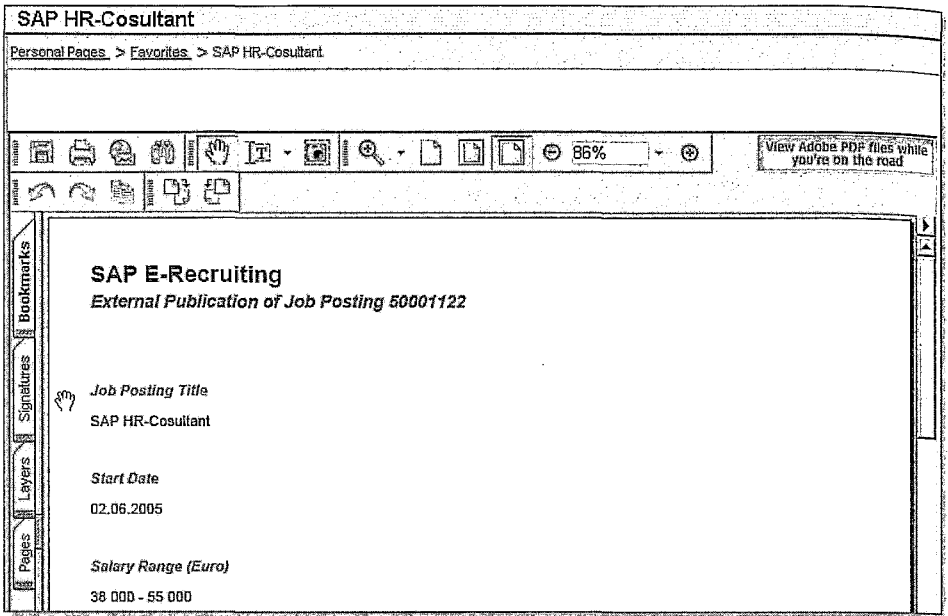 SAP HR-Cosultant
Personal Pages > Favorites > SAP HR-Cosultant
86%
View Adobe PDF files while
you're on the road
Bookmarks
Signatures
Layers
Pages
SAP E-Recruiting
External Publication of Job Posting 50001122
Job Posting Title
SAP HR-Cosultant
Start Date
02.06.2005
Salary Range (Euro)
38 000 - 55 000